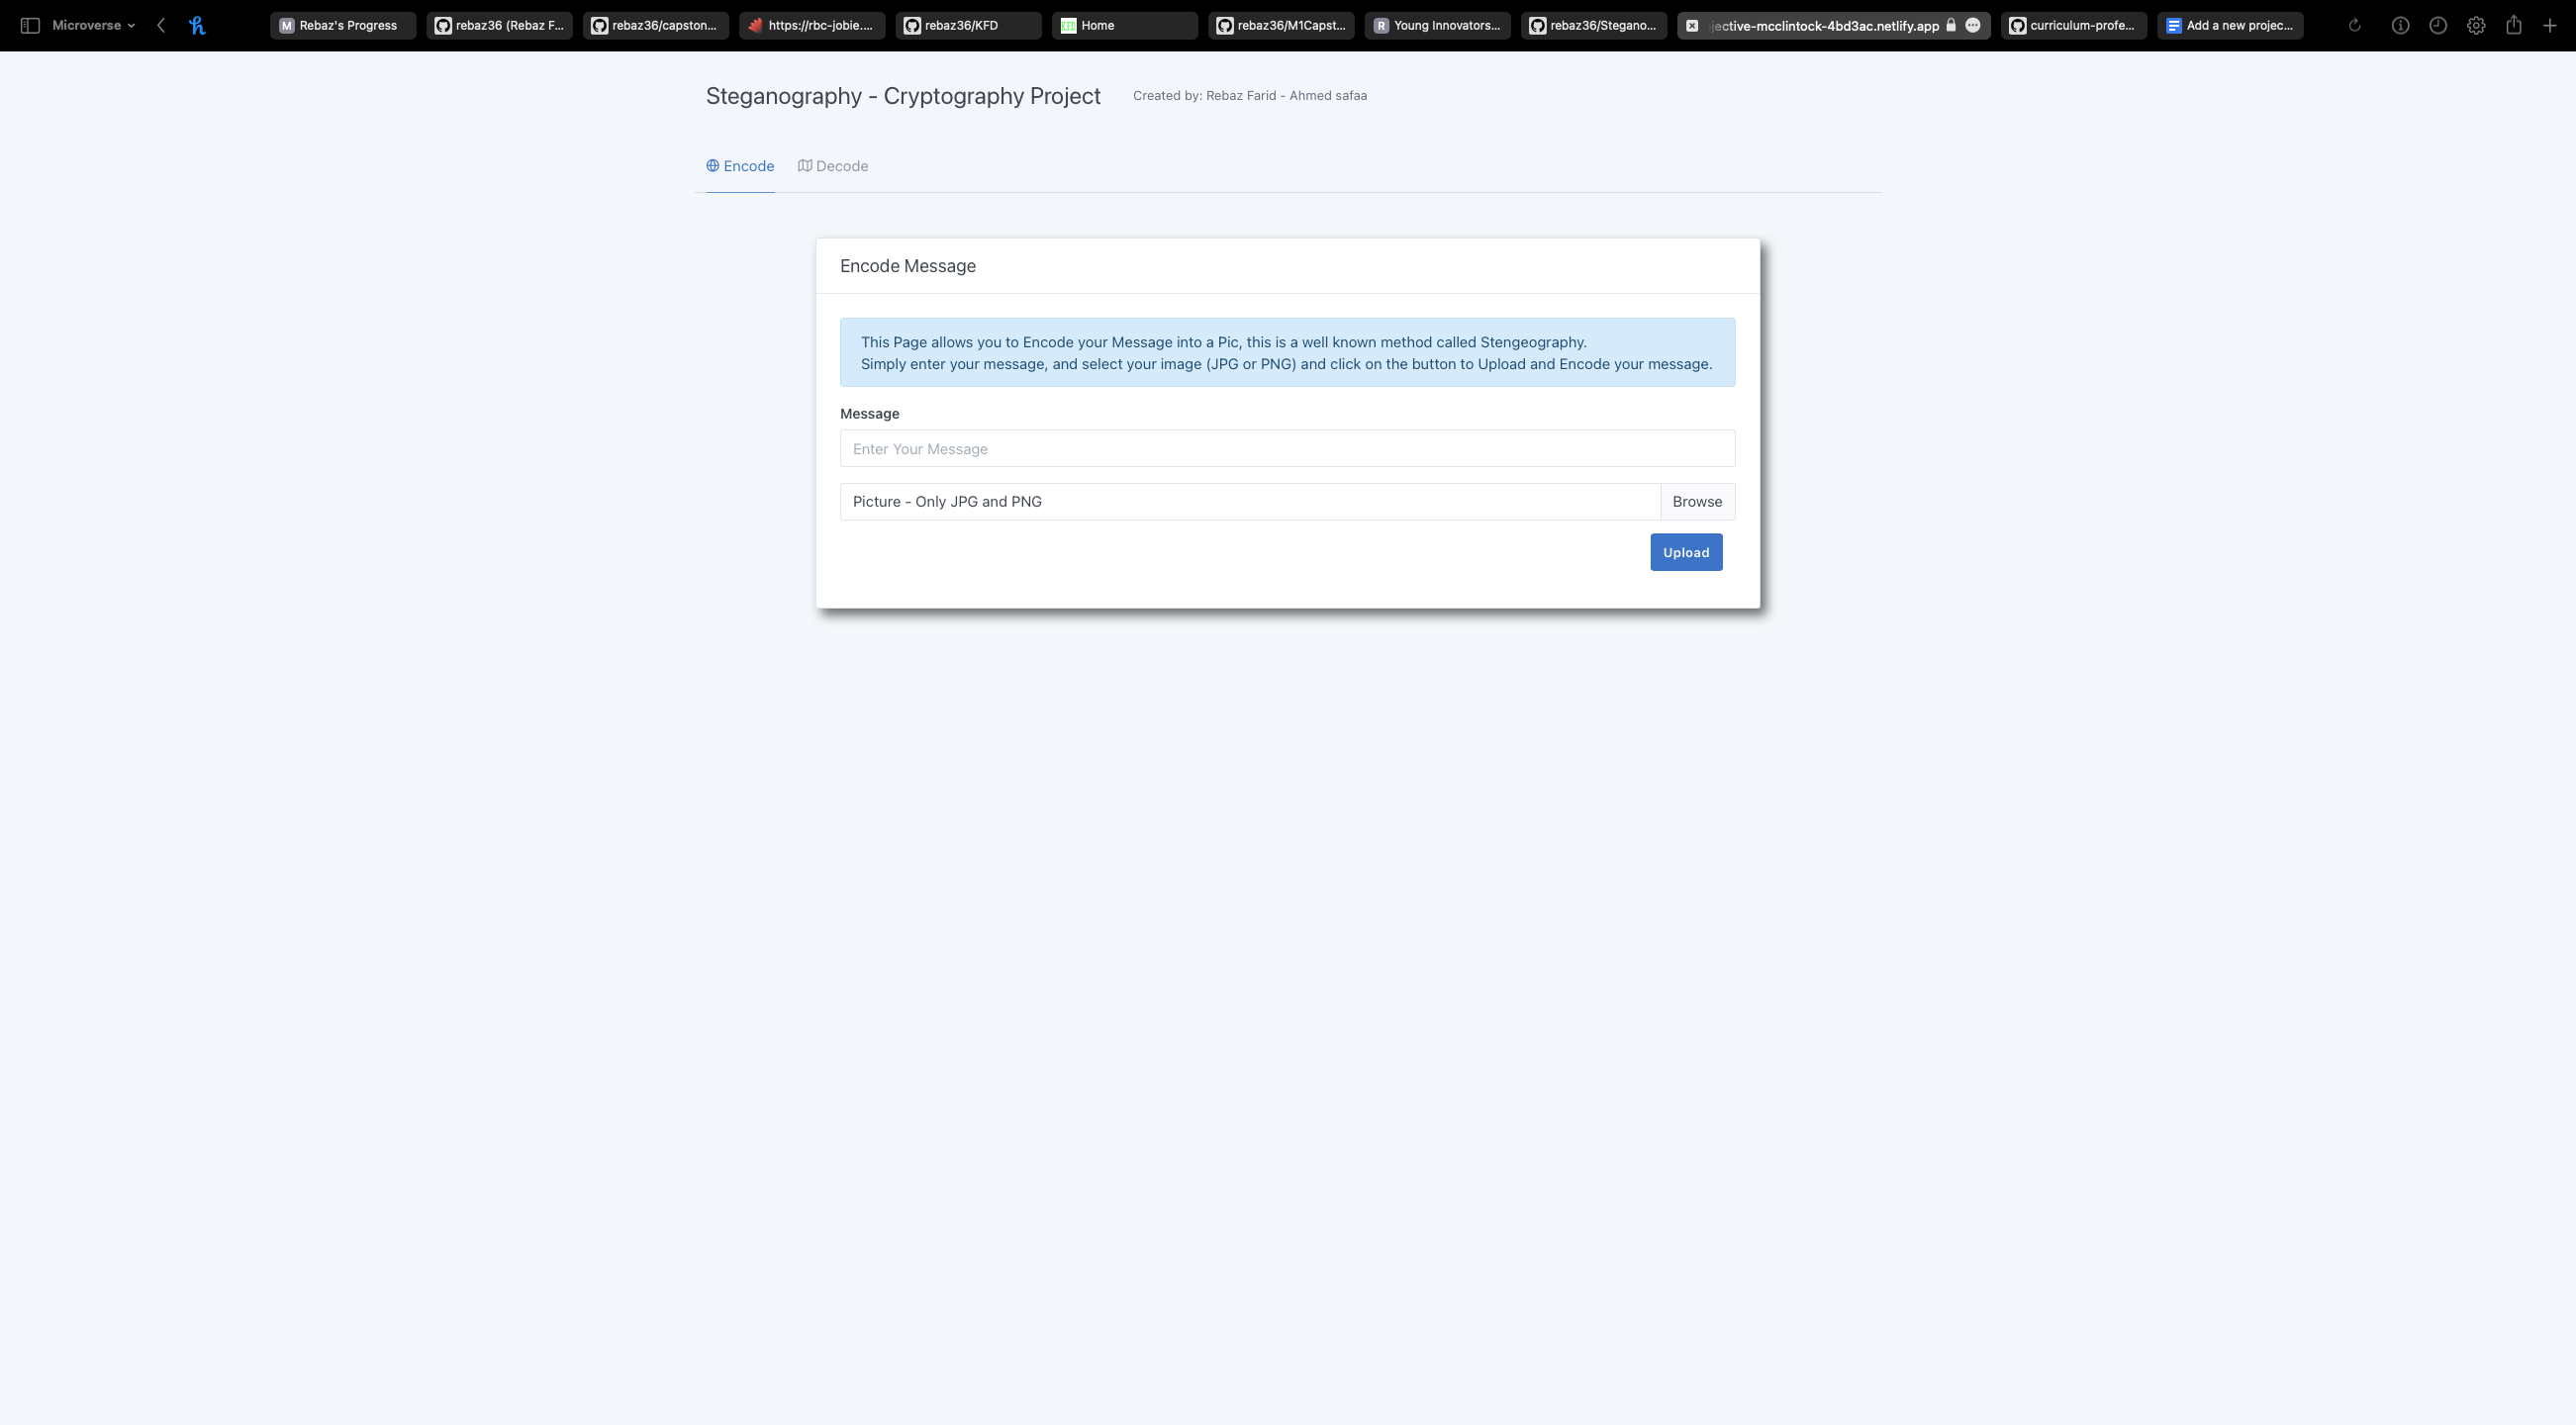 Microverse
M Rebaz's Progress
rebaz36 (Rebaz F...
rebaz36/capston...
https://rbc-jobie....
rebaz36/KFD
KFD Home
rebaz36/M1Capst...
R Young Innovators...
rebaz36/Stegano...
jective-mcclintock-4bd3ac.netlify.app
curriculum-profe...
Add a new projec...
Steganography - Cryptography Project
Created by: Rebaz Farid - Ahmed safaa
Encode
Decode
Encode Message
This Page allows you to Encode your Message into a Pic, this is a well known method called Stengeography.
Simply enter your message, and select your image (JPG or PNG) and click on the button to Upload and Encode your message.
Message
Enter Your Message
Picture - Only JPG and PNG
Browse
Upload